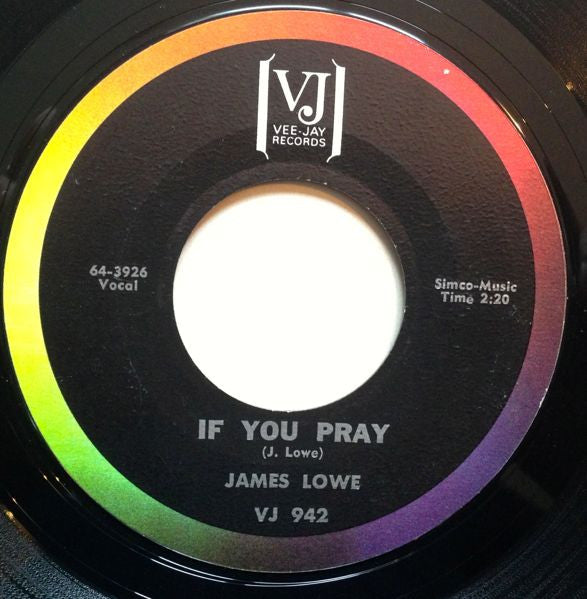 VJ
VEE-JAY
RECORDS
64-3926
Vocal
Simco-Music
Time 2:20
IF YOU PRAY
(J. Lowe)
JAMES LOWE
VJ 942